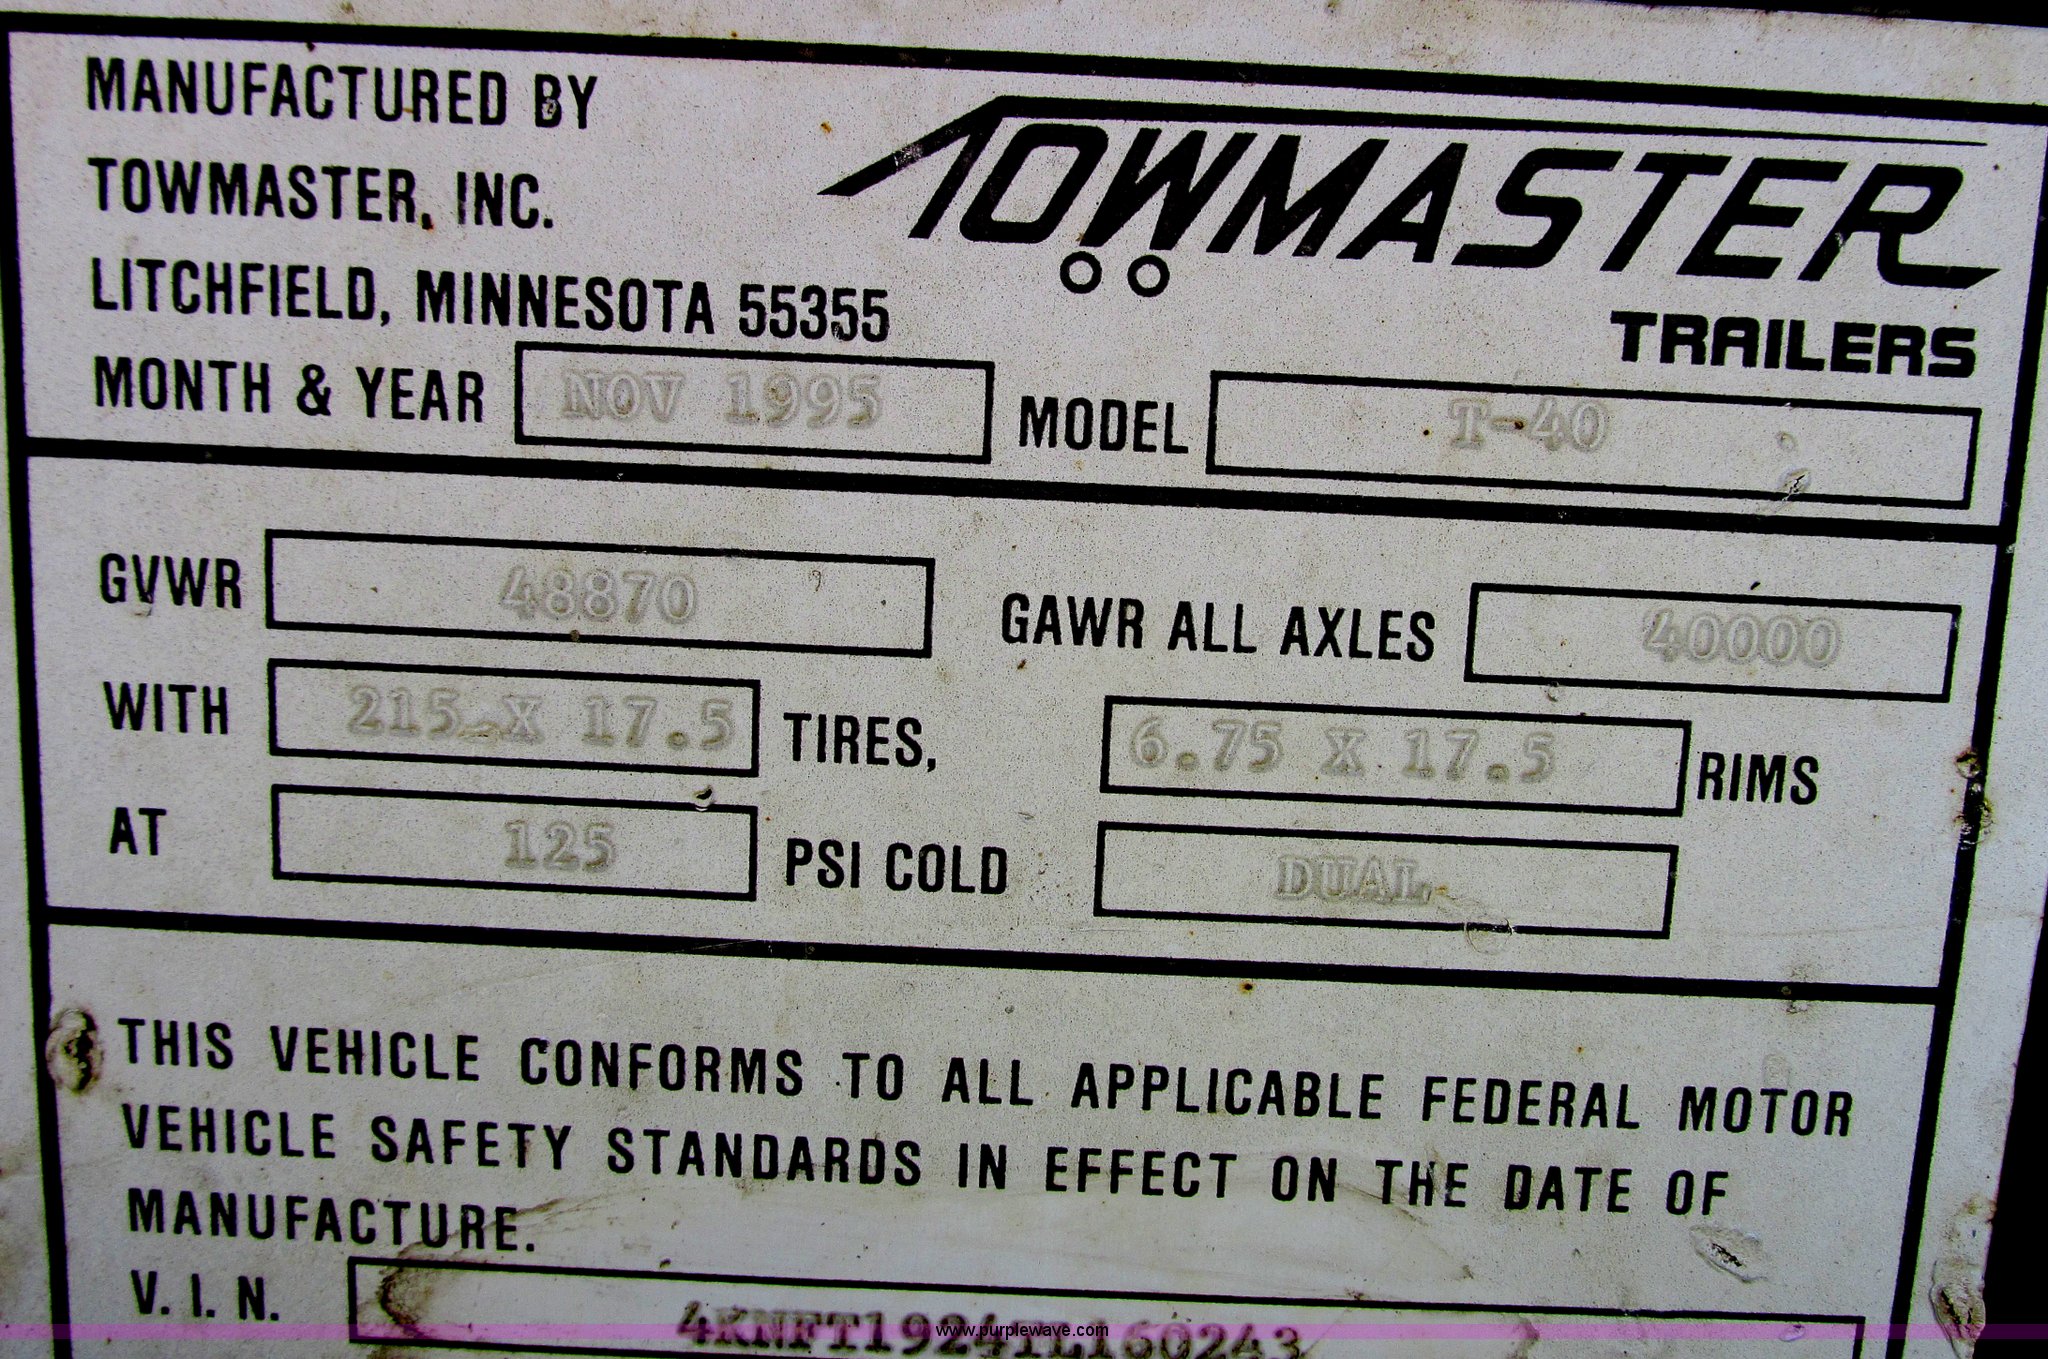 MANUFACTURED BY
TOWMASTER, INC.
LITCHFIELD, MINNESOTA 55355
TOWMASTER
TRAILERS
MONTH & YEAR NOV 1995 MODEL T-40
GVWR 48870 GAWR ALL AXLES 40000
WITH 215 X 17.5 TIRES, 6.75 X 17.5 RIMS
AT 125 PSI COLD DUAL
THIS VEHICLE CONFORMS TO ALL APPLICABLE FEDERAL MOTOR
VEHICLE SAFETY STANDARDS IN EFFECT ON THE DATE OF
MANUFACTURE.
V. I. N.
www.purplewave.com